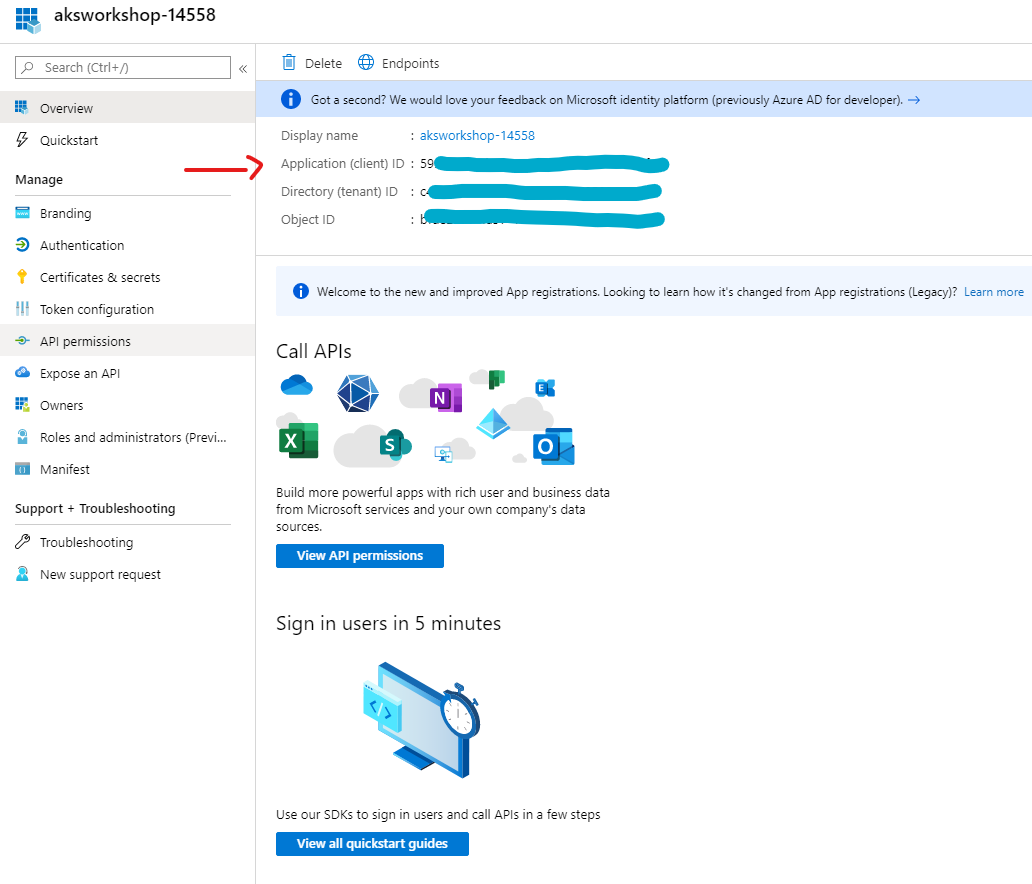 aksworkshop-14558
Search (Ctrl+/)
«
Overview
Quickstart
Manage
Branding
Authentication
Certificates & secrets
Token configuration
API permissions
Expose an API
Owners
Roles and administrators (Previ...
Manifest
Support + Troubleshooting
Troubleshooting
New support request
Delete Endpoints
Got a second? We would love your feedback on Microsoft identity platform (previously Azure AD for developer). →
Display name : aksworkshop-14558
Application (client) ID : 59
Directory (tenant) ID : c4
Object ID :
Welcome to the new and improved App registrations. Looking to learn how it's changed from App registrations (Legacy)? Learn more
Call APIs
N
E
X
S
O
Build more powerful apps with rich user and business data
from Microsoft services and your own company's data
sources.
View API permissions
Sign in users in 5 minutes
</>
Use our SDKs to sign in users and call APIs in a few steps
View all quickstart guides